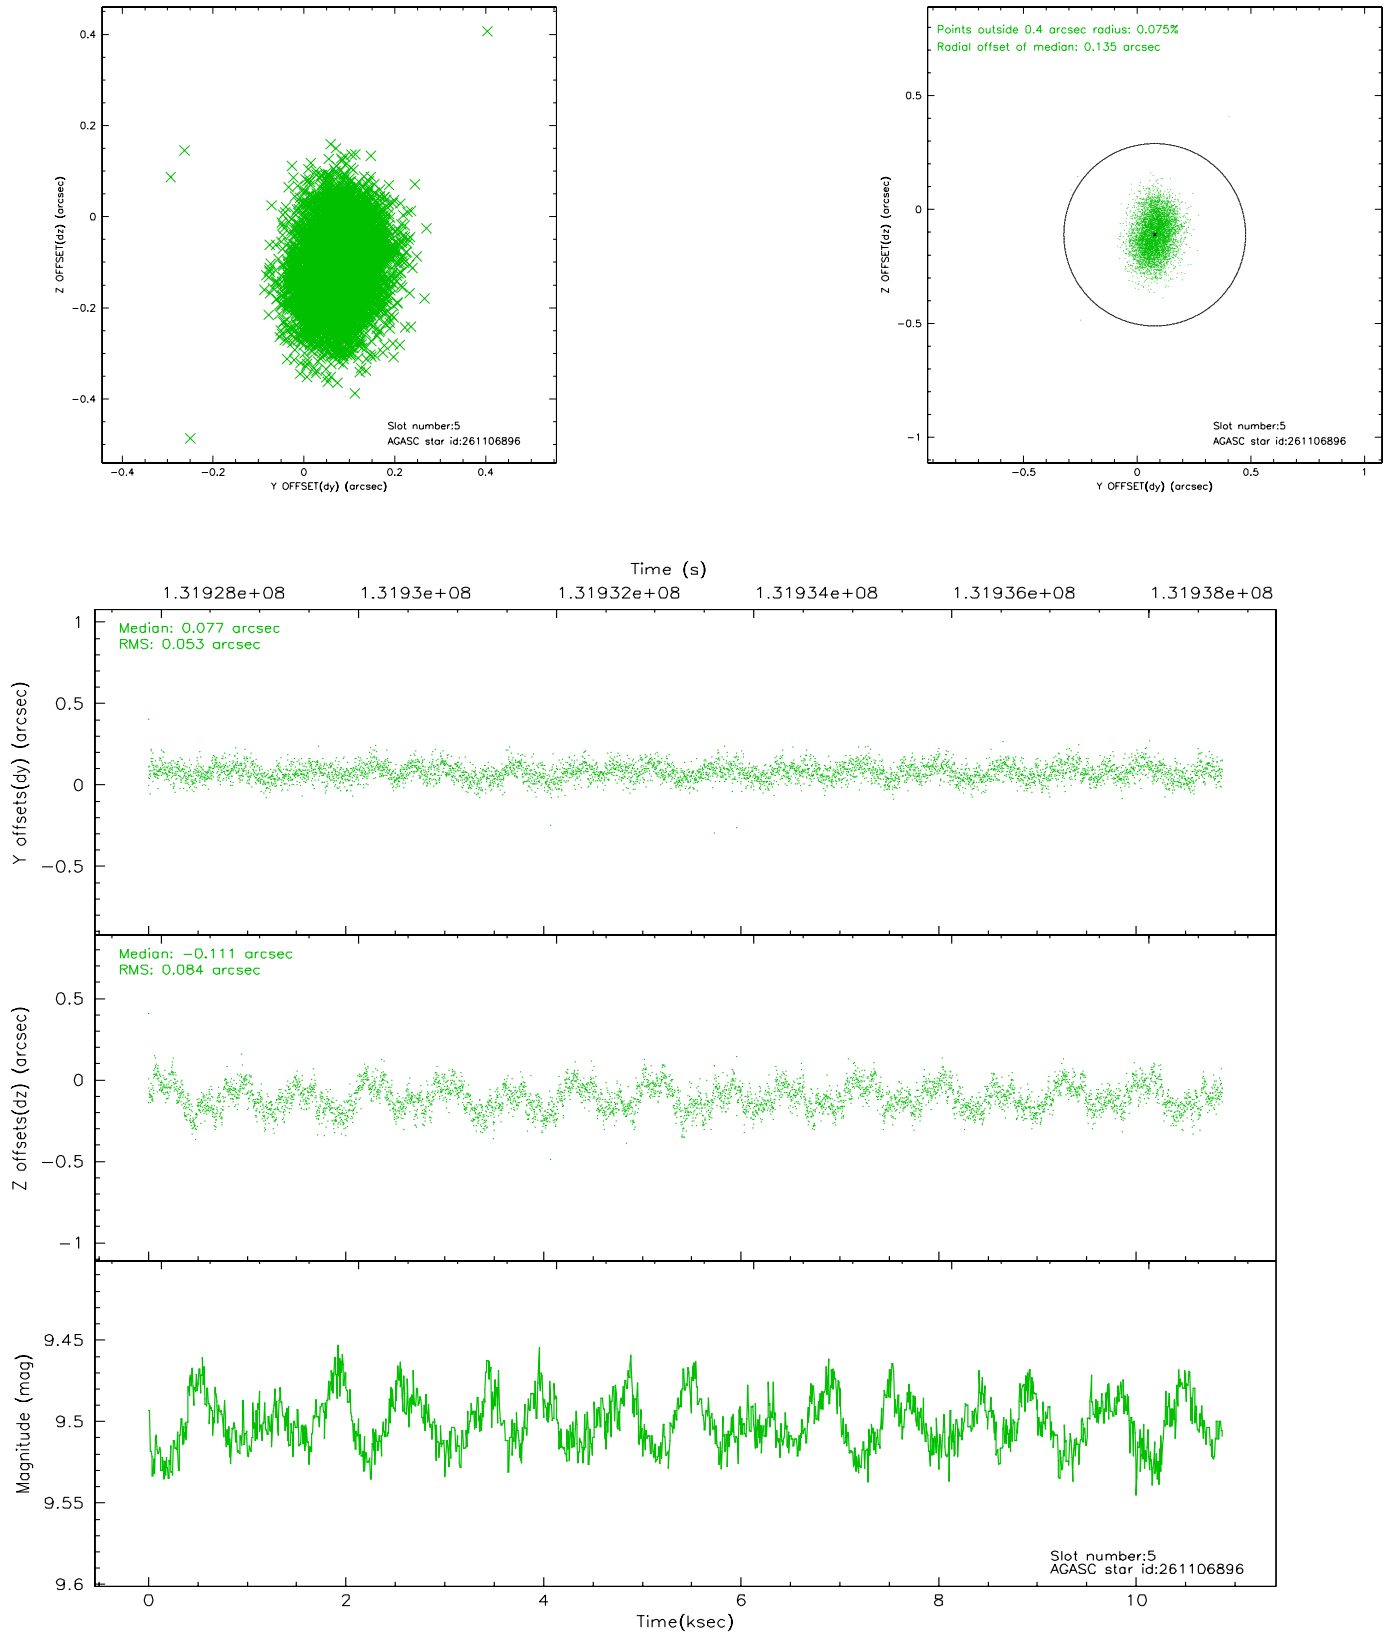 0.4
0.2
0
−0.2
−0.4
Z OFFSET(dz) (arcsec)
Slot number:5
AGASC star id:261106896
−0.4
−0.2
0
0.2
0.4
Y OFFSET(dy) (arcsec)
Points outside 0.4 arcsec radius: 0.075%
Radial offset of median: 0.135 arcsec
0.5
0
−0.5
−1
Z OFFSET(dz) (arcsec)
Slot number:5
AGASC star id:261106896
−0.5
0
0.5
1
Y OFFSET(dy) (arcsec)
Time (s)
1.31928e+08
1.3193e+08
1.31932e+08
1.31934e+08
1.31936e+08
1.31938e+08
Median: 0.077 arcsec
RMS: 0.053 arcsec
1
0.5
0
−0.5
Y offsets(dy) (arcsec)
Median: −0.111 arcsec
RMS: 0.084 arcsec
0.5
0
−0.5
−1
Z offsets(dz) (arcsec)
9.45
9.5
9.55
9.6
Magnitude (mag)
Slot number:5
AGASC star id:261106896
0
2
4
6
8
10
Time(ksec)